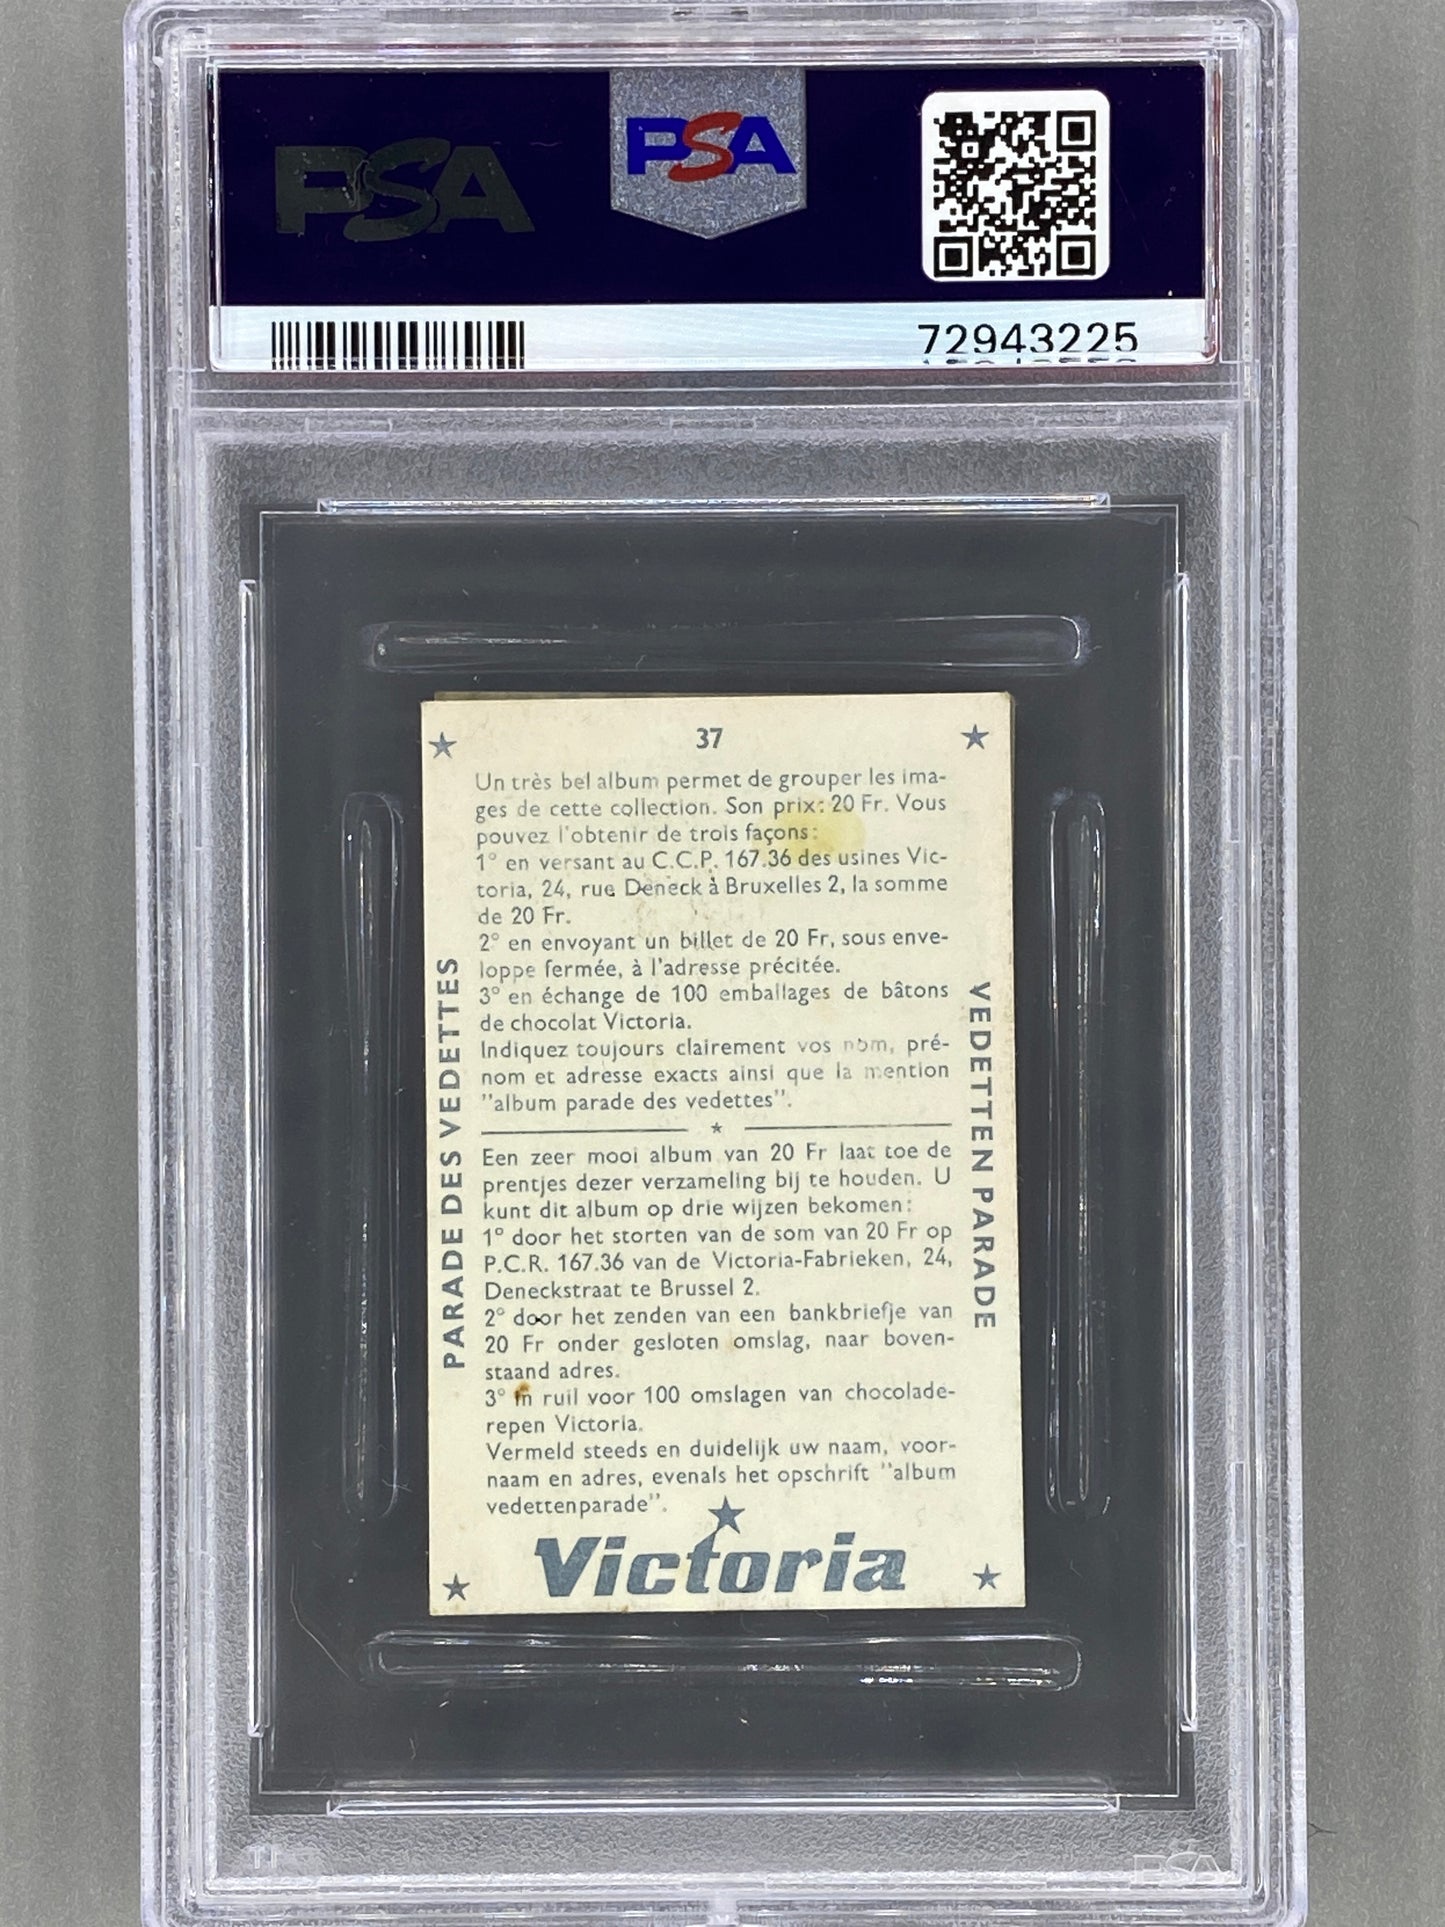 PSA
PSA
72943225
37
Un très bel album permet de grouper les ima-
ges de cette collection. Son prix: 20 Fr. Vous
pouvez l'obtenir de trois façons:
1° en versant au C.C.P. 167.36 des usines Vic-
toria, 24, rue Deneck à Bruxelles 2, la somme
de 20 Fr.
2° en envoyant un billet de 20 Fr, sous enve-
loppe fermée, à l'adresse précitée.
3° en échange de 100 emballages de bâtons
de chocolat Victoria.
Indiquez toujours clairement vos nom, pré-
nom et adresse exacts ainsi que la mention
"album parade des vedettes".
Een zeer mooi album van 20 Fr laat toe de
prentjes dezer verzameling bij te houden. U
kunt dit album op drie wijzen bekomen:
1° door het storten van de som van 20 Fr op
P.C.R. 167.36 van de Victoria-Fabrieken, 24,
Deneckstraat te Brussel 2.
2° door het zenden van een bankbriefje van
20 Fr onder gesloten omslag, naar boven-
staand adres.
3° in ruil voor 100 omslagen van chocolade-
repen Victoria.
Vermeld steeds en duidelijk uw naam, voor-
naam en adres, evenals het opschrift "album
vedettenparade".
Victoria
PARADE DES VEDETTES
VEDETTEN PARADE
PSA